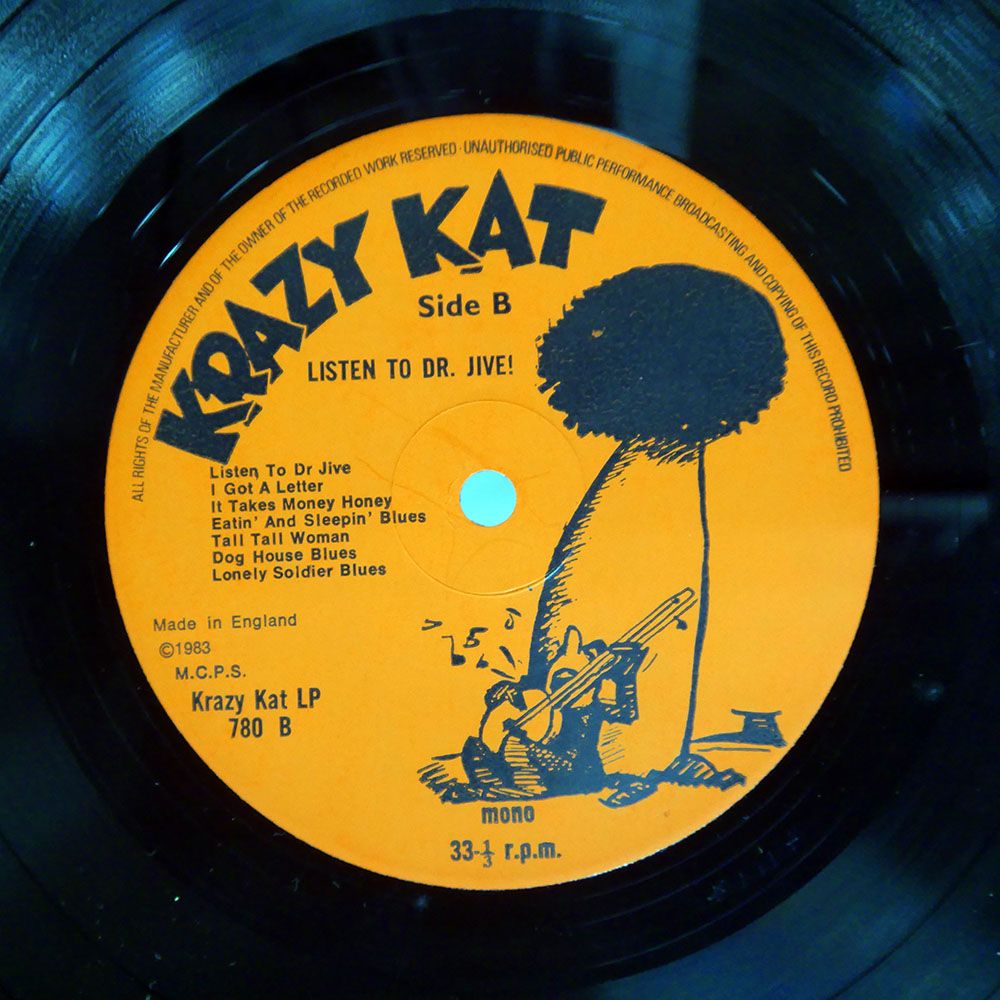 ALL RIGHTS OF THE MANUFACTURER AND OF THE OWNER OF THE RECORDED WORK RESERVED · UNAUTHORISED PUBLIC PERFORMANCE BROADCASTING AND COPYING OF THIS RECORD PROHIBITED
KRAZY KAT
Side B
LISTEN TO DR. JIVE!
Listen To Dr Jive
I Got A Letter
It Takes Money Honey
Eatin' And Sleepin' Blues
Tall Tall Woman
Dog House Blues
Lonely Soldier Blues
Made in England
©1983
M.C.P.S.
Krazy Kat LP
780 B
mono
33-⅓ r.p.m.